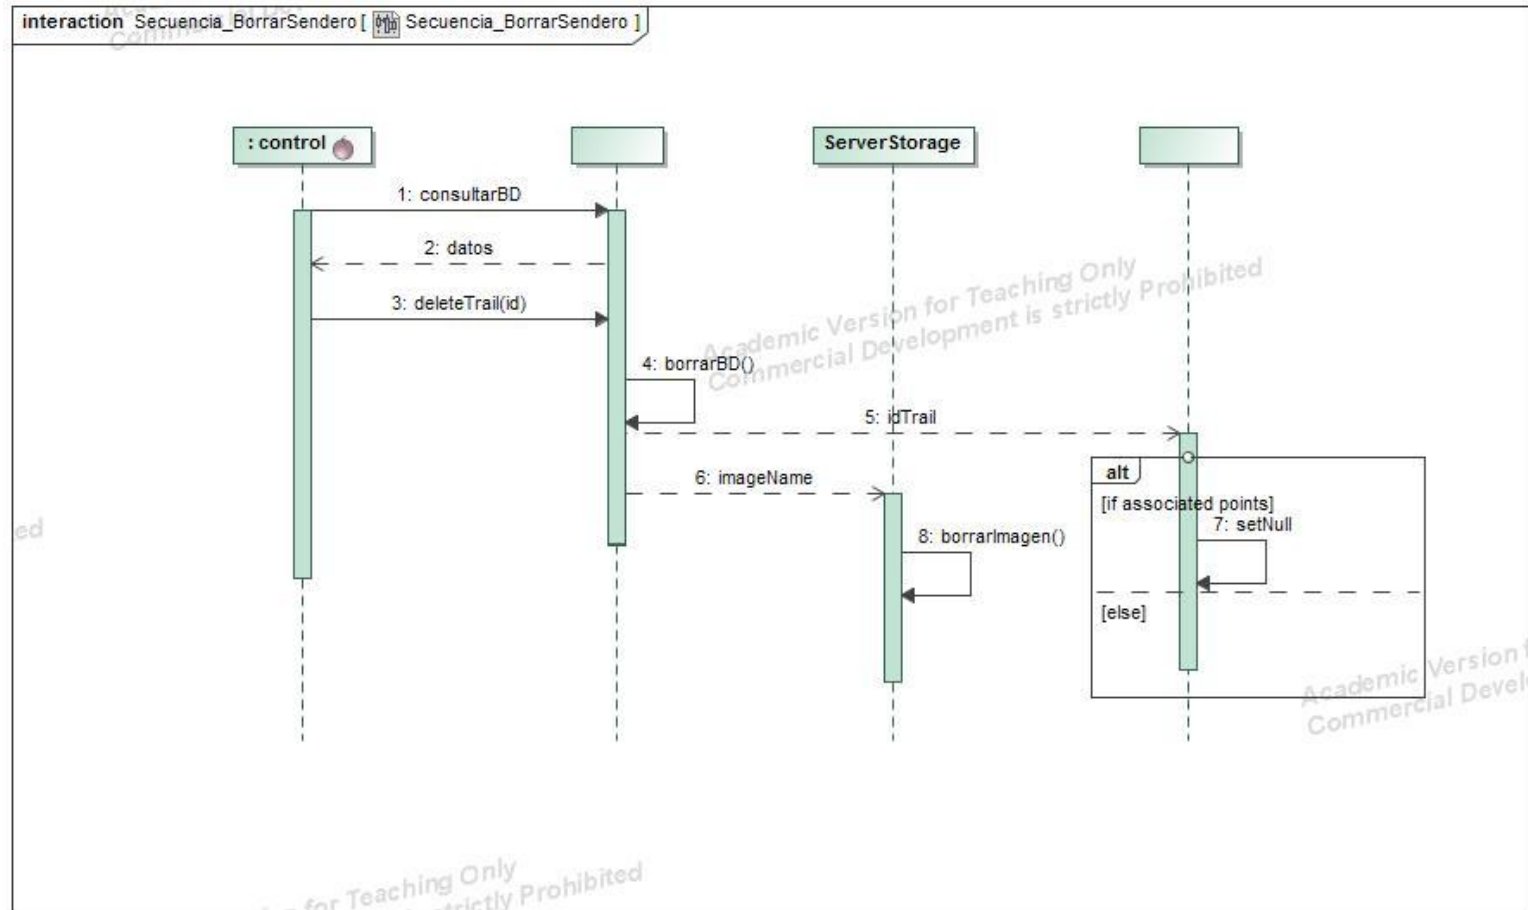 interaction Secuencia_BorrarSendero [ Secuencia_BorrarSendero ]
: control
ServerStorage
1: consultarBD
2: datos
3: deleteTrail(id)
4: borrarBD()
5: idTrail
6: imageName
alt
[if associated points]
7: setNull
8: borrarImagen()
[else]
Academic Version for Teaching Only
Commercial Development is strictly Prohibited
ed
Academic Version
Commercial Devel
for Teaching Only
strictly Prohibited